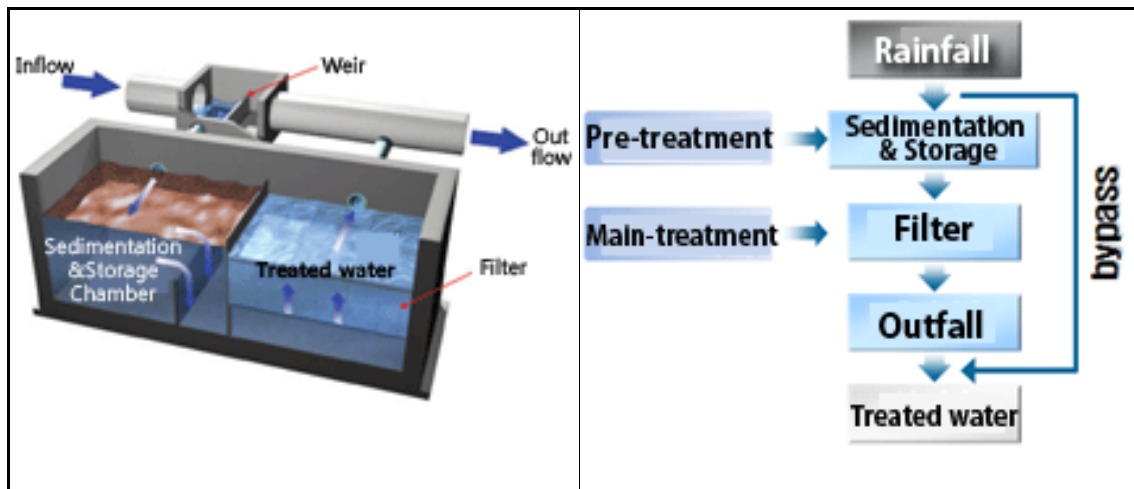 Inflow
Weir
Out
flow
Sedimentation
&Storage
Chamber
Treated water
Filter
Rainfall
Pre-treatment
Sedimentation
& Storage
Main-treatment
Filter
bypass
Outfall
Treated water